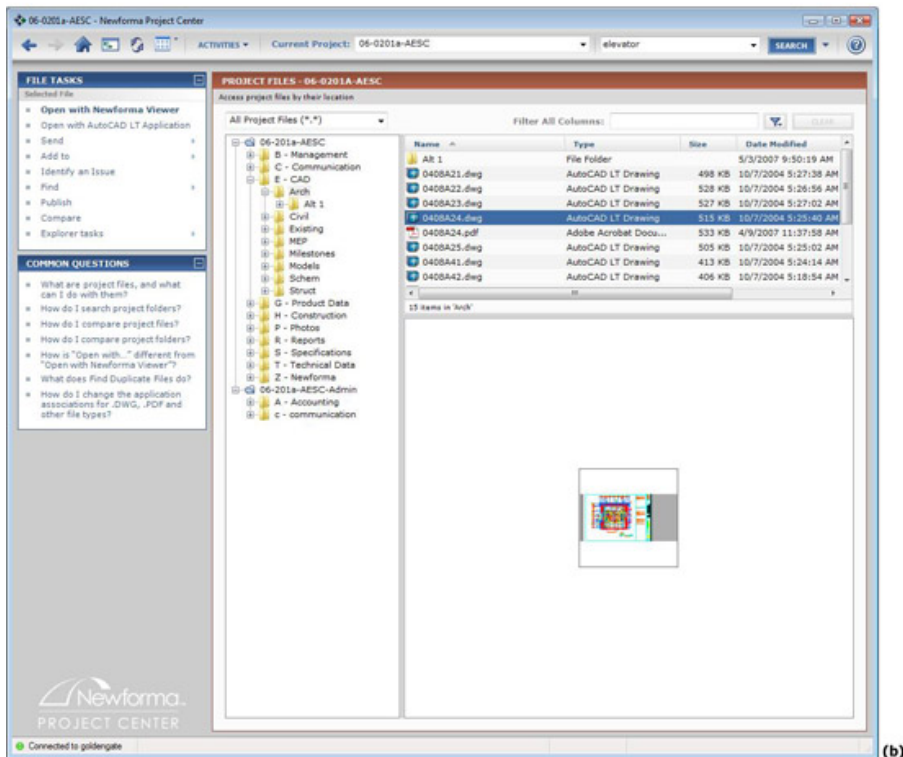 06-0201a-AESC - Newforma Project Center
ACTIVITIES
Current Project: 06-0201a-AESC
elevator
SEARCH
FILE TASKS
Selected File
Open with Newforma Viewer
Open with AutoCAD LT Application
Send
Add to
Identify an Issue
Find
Publish
Compare
Explorer tasks
COMMON QUESTIONS
What are project files, and what
can I do with them?
How do I search project folders?
How do I compare project files?
How do I compare project folders?
How is "Open with..." different from
"Open with Newforma Viewer"?
What does Find Duplicate Files do?
How do I change the application
associations for .DWG, .PDF and
other file types?
Newforma
PROJECT CENTER
PROJECT FILES - 06-0201A-AESC
Access project files by their location
All Project Files (*.*)
Filter All Columns:
CLEAR
06-201a-AESC
B - Management
C - Communication
E - CAD
Arch
Alt 1
Civil
Existing
MEP
Milestones
Models
Schem
Struct
G - Product Data
H - Construction
P - Photos
R - Reports
S - Specifications
T - Technical Data
Z - Newforma
06-201a-AESC-Admin
A - Accounting
c - communication
Name Type Size Date Modified
Alt 1 File Folder 5/3/2007 9:50:19 AM
0408A21.dwg AutoCAD LT Drawing 498 KB 10/7/2004 5:27:38 AM
0408A22.dwg AutoCAD LT Drawing 528 KB 10/7/2004 5:26:56 AM
0408A23.dwg AutoCAD LT Drawing 527 KB 10/7/2004 5:27:02 AM
0408A24.dwg AutoCAD LT Drawing 515 KB 10/7/2004 5:25:40 AM
0408A24.pdf Adobe Acrobat Docu... 533 KB 4/9/2007 11:37:58 AM
0408A25.dwg AutoCAD LT Drawing 505 KB 10/7/2004 5:25:02 AM
0408A41.dwg AutoCAD LT Drawing 413 KB 10/7/2004 5:24:14 AM
0408A42.dwg AutoCAD LT Drawing 406 KB 10/7/2004 5:18:54 AM
15 items in 'Arch'
Connected to goldengate
(b)